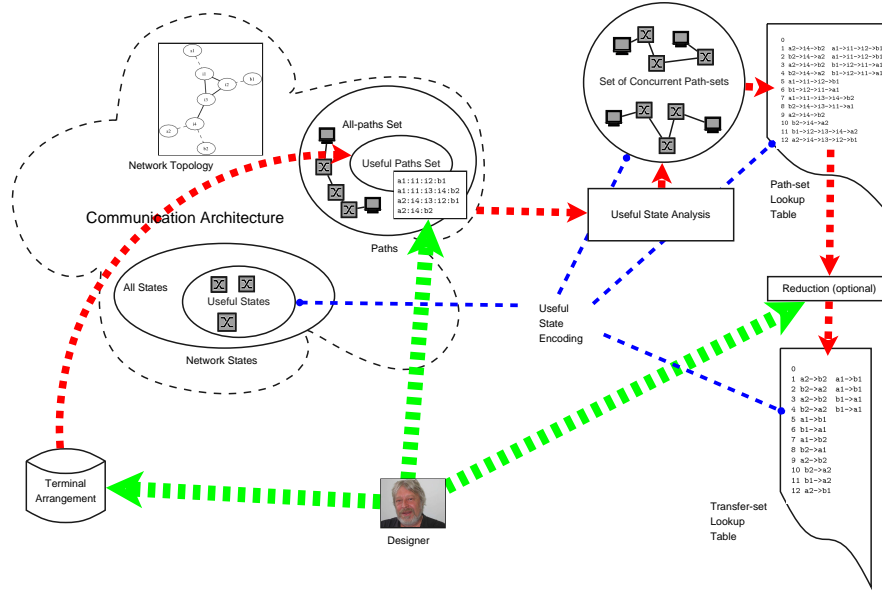 a1
i1
i2
b1
i3
i4
a2
b2
Network Topology
Communication Architecture
All-paths Set
Useful Paths Set
a1:i1:i2:b1
a1:i1:i3:i4:b2
a2:i4:i3:i2:b1
a2:i4:b2
Paths
All States
Useful States
Network States
Terminal
Arrangement
Designer
Set of Concurrent Path-sets
Useful State Analysis
Useful
State
Encoding
0
1 a2->i4->b2 a1->i1->i2->b1
2 b2->i4->a2 a1->i1->i2->b1
3 a2->i4->b2 b1->i2->i1->a1
4 b2->i4->a2 b1->i2->i1->a1
5 a1->i1->i2->b1
6 b1->i2->i1->a1
7 a1->i1->i3->i4->b2
8 b2->i4->i3->i1->a1
9 a2->i4->b2
10 b2->i4->a2
11 b1->i2->i3->i4->a2
12 a2->i4->i3->i2->b1
Path-set
Lookup
Table
Reduction (optional)
0
1 a2->b2 a1->b1
2 b2->a2 a1->b1
3 a2->b2 b1->a1
4 b2->a2 b1->a1
5 a1->b1
6 b1->a1
7 a1->b2
8 b2->a1
9 a2->b2
10 b2->a2
11 b1->a2
12 a2->b1
Transfer-set
Lookup
Table